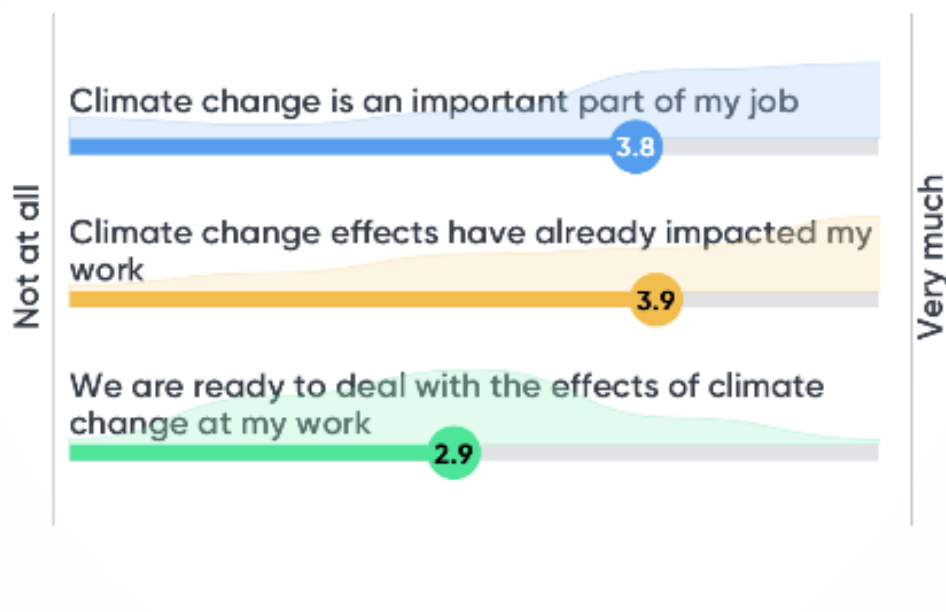 Climate change is an important part of my job
3.8
Not at all
Climate change effects have already impacted my
work
3.9
Very much
We are ready to deal with the effects of climate
change at my work
2.9